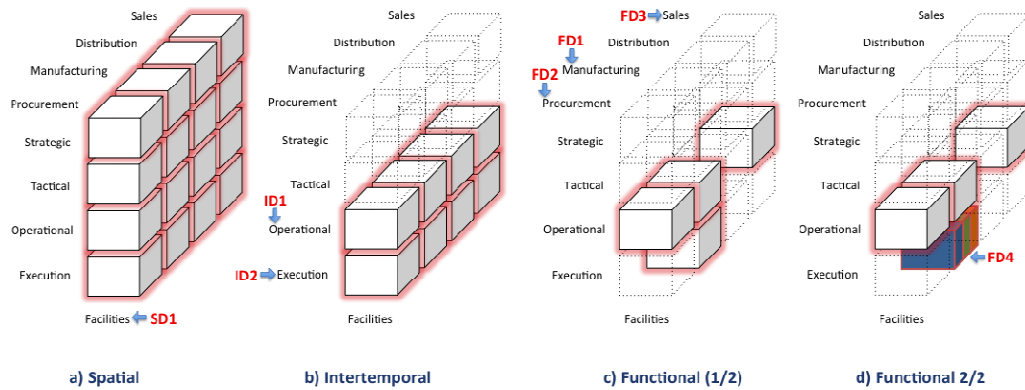 Sales
Distribution
Manufacturing
Procurement
Strategic
Tactical
Operational
Execution
Facilities
SD1
a) Spatial
Sales
Distribution
Manufacturing
Procurement
Strategic
Tactical
ID1
Operational
ID2
Execution
Facilities
b) Intertemporal
FD3
Sales
FD1
Distribution
FD2
Manufacturing
Procurement
Strategic
Tactical
Operational
Execution
Facilities
c) Functional (1/2)
Sales
Distribution
Manufacturing
Procurement
Strategic
Tactical
Operational
Execution
FD4
Facilities
d) Functional 2/2